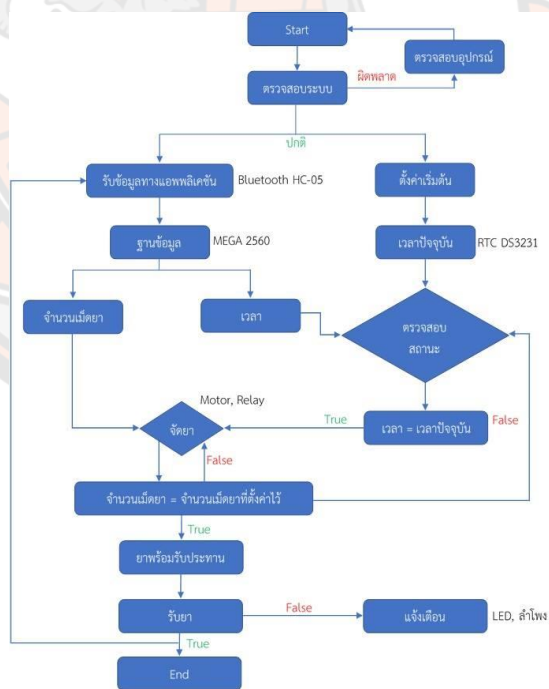 Start
ตรวจสอบอุปกรณ์
ผิดพลาด
ตรวจสอบระบบ
ปกติ
รับข้อมูลทางแอพพลิเคชัน
Bluetooth HC-05
ตั้งค่าเริ่มต้น
ฐานข้อมูล
MEGA 2560
เวลาปัจจุบัน
RTC DS3231
จำนวนเม็ดยา
เวลา
ตรวจสอบ
สถานะ
Motor, Relay
จัดยา
True
เวลา = เวลาปัจจุบัน
False
False
จำนวนเม็ดยา = จำนวนเม็ดยาที่ตั้งค่าไว้
True
ยาพร้อมรับประทาน
รับยา
False
แจ้งเตือน
LED, ลำโพง
True
End